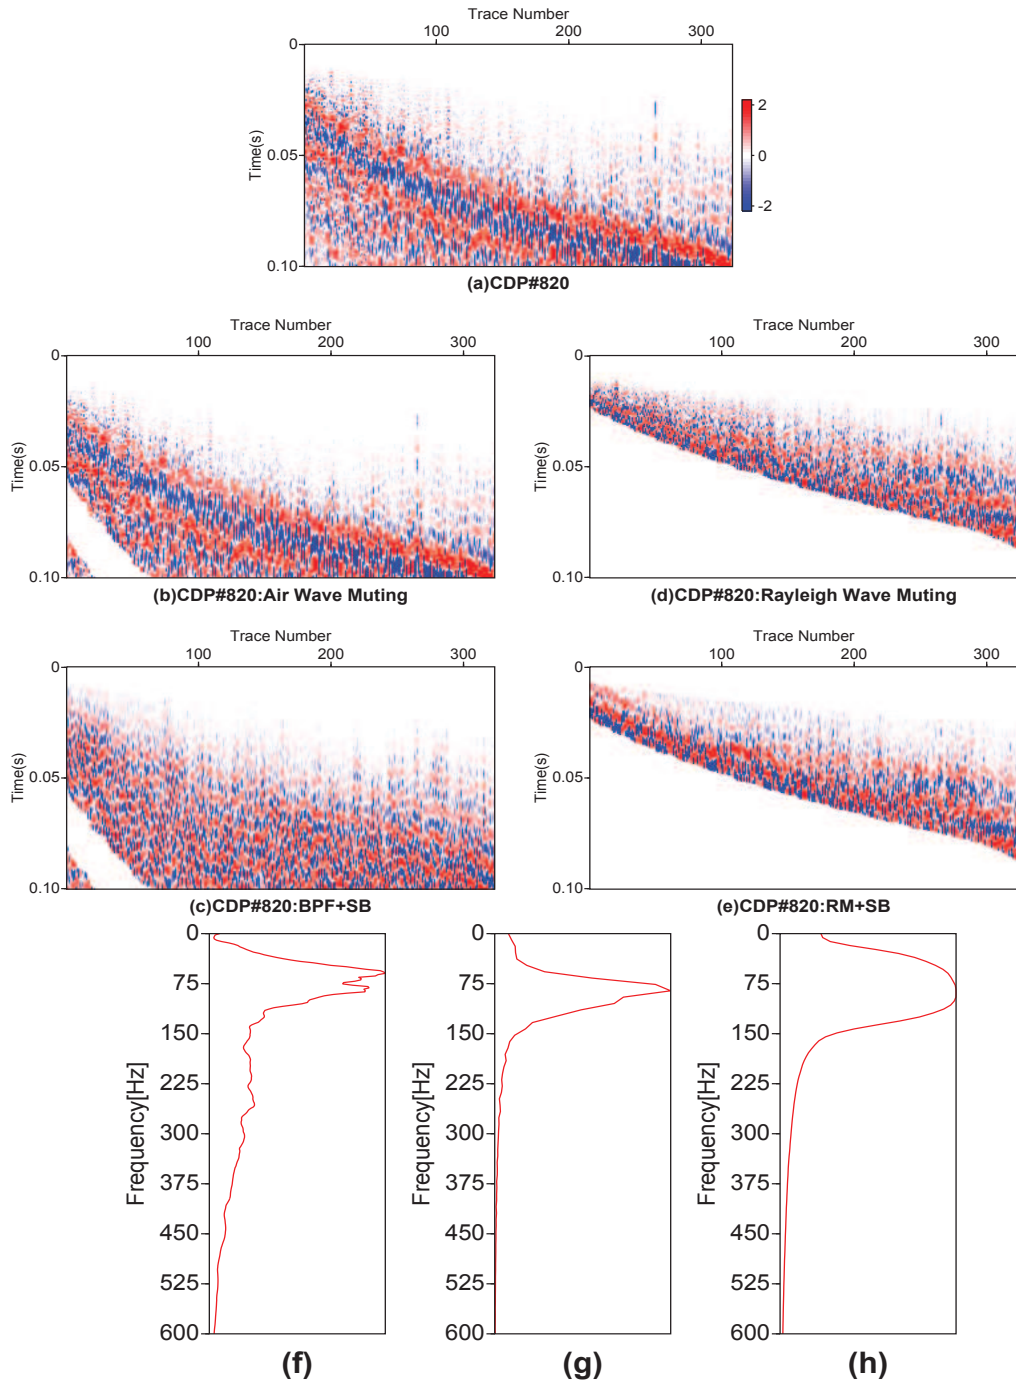 Trace Number
100 200 300
0
0.05
0.10
Time(s)
2
0
-2
(a)CDP#820
Trace Number
100 200 300
0
0.05
0.10
Time(s)
(b)CDP#820:Air Wave Muting
Trace Number
100 200 300
0
0.05
0.10
Time(s)
(d)CDP#820:Rayleigh Wave Muting
Trace Number
100 200 300
0
0.05
0.10
Time(s)
(c)CDP#820:BPF+SB
Trace Number
100 200 300
0
0.05
0.10
Time(s)
(e)CDP#820:RM+SB
0
75
150
225
300
375
450
525
600
Frequency[Hz]
(f)
0
75
150
225
300
375
450
525
600
Frequency[Hz]
(g)
0
75
150
225
300
375
450
525
600
Frequency[Hz]
(h)